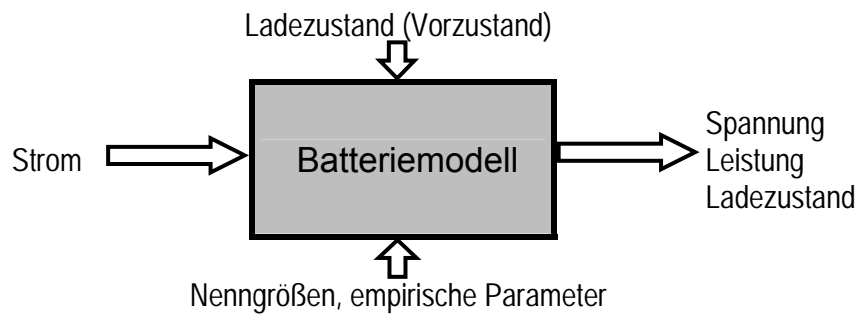 Ladezustand (Vorzustand)
Strom
Batteriemodell
Spannung
Leistung
Ladezustand
Nenngrößen, empirische Parameter